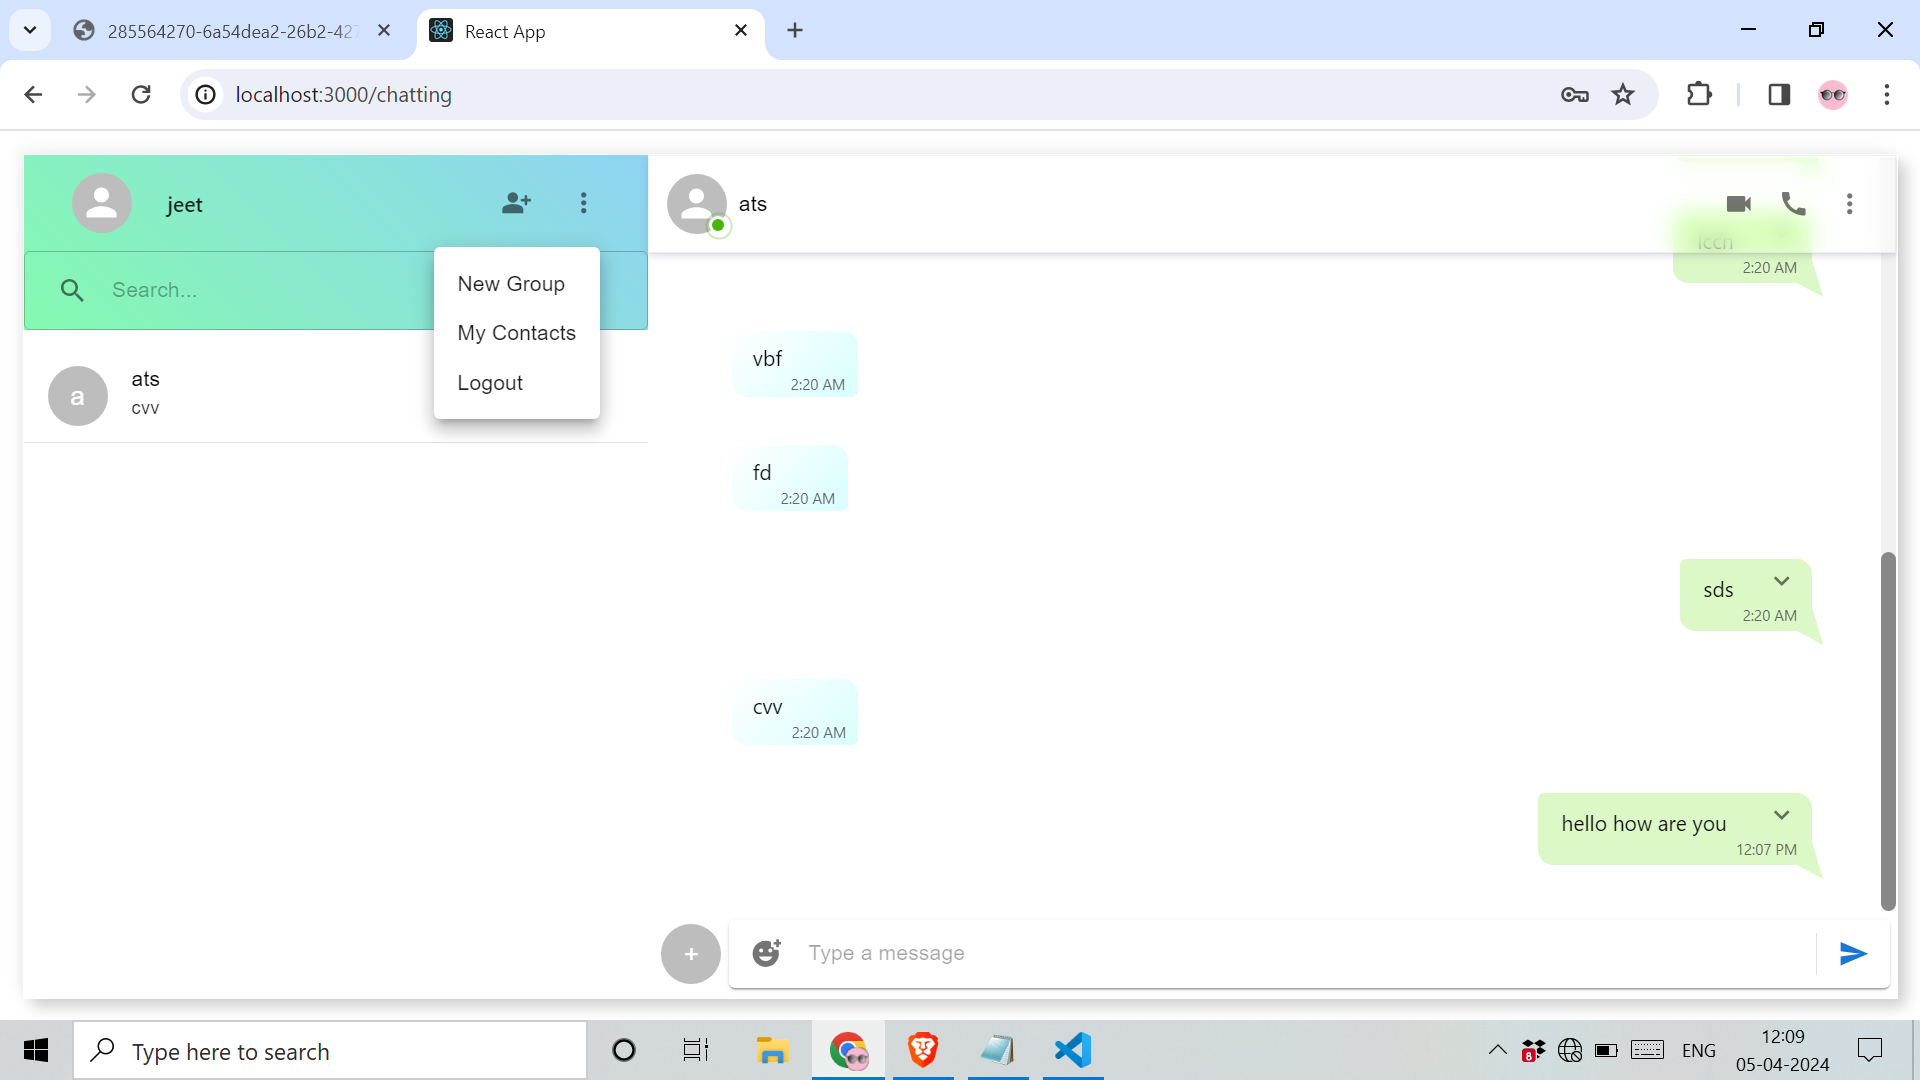 285564270-6a54dea2-26b2-427
React App
localhost:3000/chatting
jeet
ats
Search...
New Group
My Contacts
Logout
a
ats
cvv
2:20 AM
vbf
2:20 AM
fd
2:20 AM
sds
2:20 AM
cvv
2:20 AM
hello how are you
12:07 PM
Type a message
Type here to search
8
ENG
12:09
05-04-2024